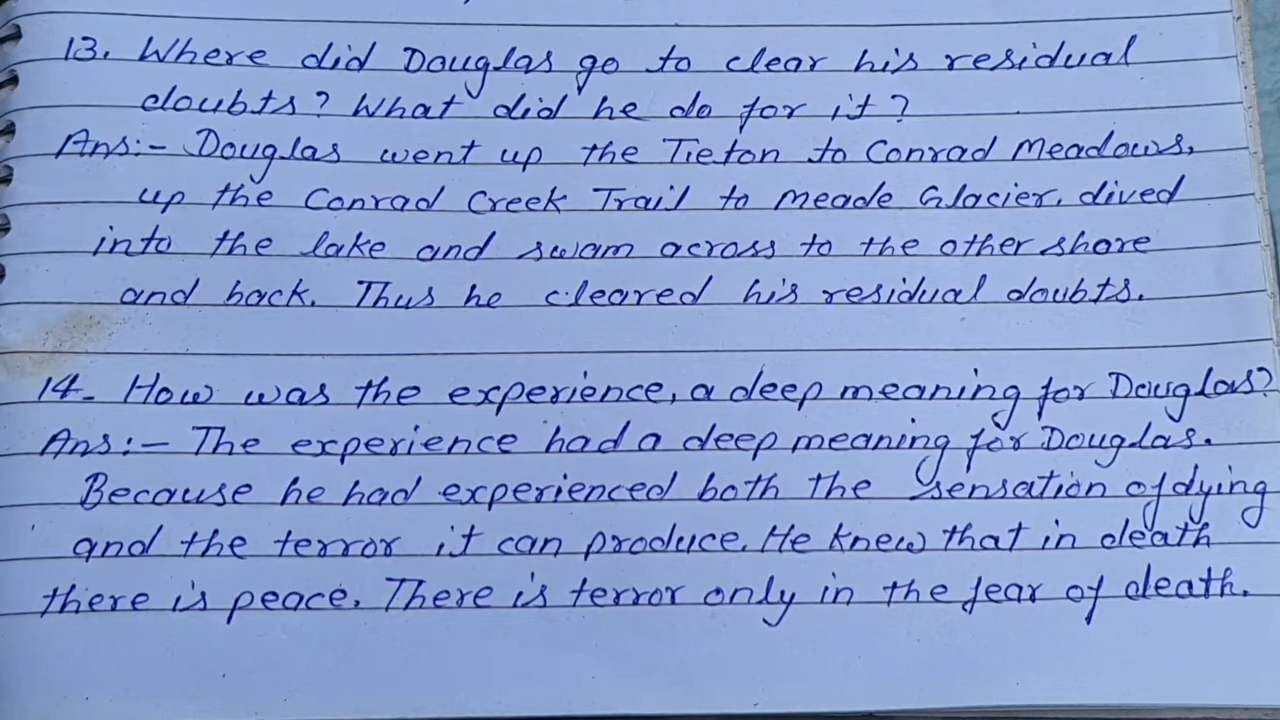 13. Where did Douglas go to clear his residual
doubts? What did he do for it?
Ans:- Douglas went up the Tieton to Conrad Meadows,
up the Conrad Creek Trail to Meade Glacier. dived
into the lake and swam across to the other shore
and back. Thus he cleared his residual doubts.
14. How was the experience, a deep meaning for Douglas?
Ans:- The experience had a deep meaning for Douglas.
Because he had experienced both the sensation of dying
and the terror it can produce. He knew that in death
there is peace. There is terror only in the fear of death.